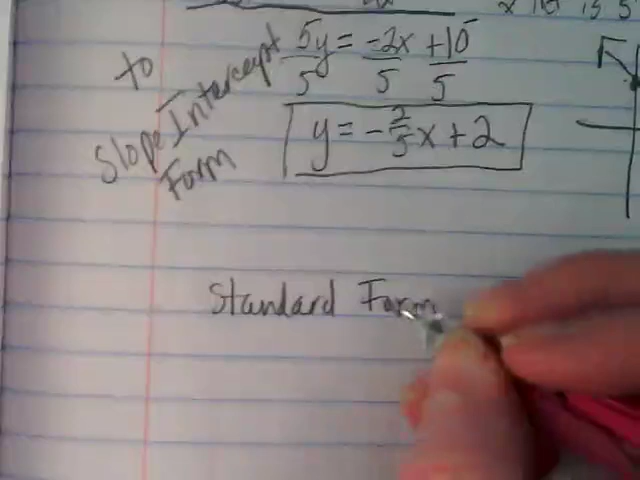 5y = -2x +10
5 5 5
to Slope-Intercept Form
y = -2/5x + 2
Standard Form